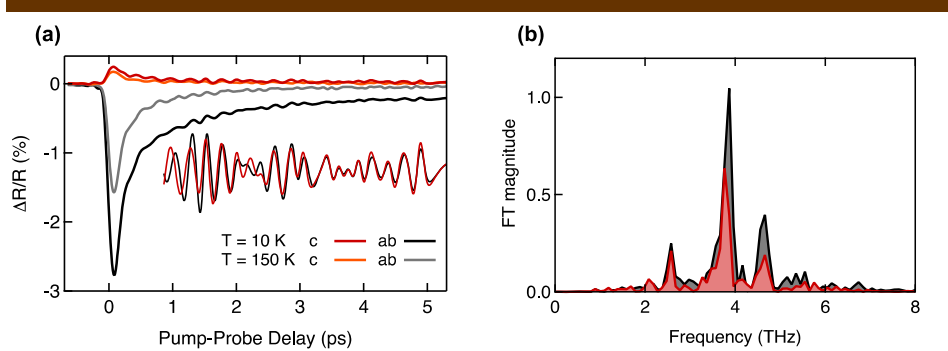 (a)
0
-1
-2
-3
ΔR/R (%)
T = 10 K c ab
T = 150 K c ab
0 1 2 3 4 5
Pump-Probe Delay (ps)
(b)
1.0
0.5
0.0
FT magnitude
0 2 4 6 8
Frequency (THz)